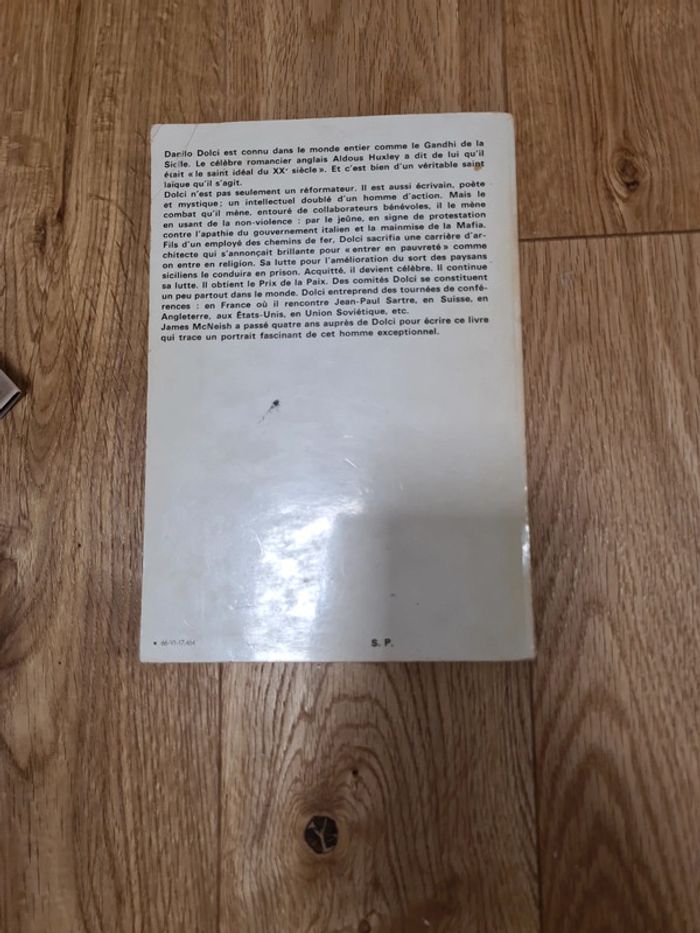 Danilo Dolci est connu dans le monde entier comme le Gandhi de la
Sicile. Le célèbre romancier anglais Aldous Huxley a dit de lui qu'il
était « le saint idéal du XXe siècle ». Et c'est bien d'un véritable saint
laïque qu'il s'agit.
Dolci n'est pas seulement un réformateur. Il est aussi écrivain, poète
et mystique ; un intellectuel doublé d'un homme d'action. Mais le
combat qu'il mène, entouré de collaborateurs bénévoles, il le mène
en usant de la non-violence : par le jeûne, en signe de protestation
contre l'apathie du gouvernement italien et la mainmise de la Mafia.
Fils d'un employé des chemins de fer, Dolci sacrifia une carrière d'ar-
chitecte qui s'annonçait brillante pour « entrer en pauvreté » comme
on entre en religion. Sa lutte pour l'amélioration du sort des paysans
siciliens le conduira en prison. Acquitté, il devient célèbre. Il continue
sa lutte. Il obtient le Prix de la Paix. Des comités Dolci se constituent
un peu partout dans le monde. Dolci entreprend des tournées de confé-
rences : en France où il rencontre Jean-Paul Sartre, en Suisse, en
Angleterre, aux États-Unis, en Union Soviétique, etc.
James McNeish a passé quatre ans auprès de Dolci pour écrire ce livre
qui trace un portrait fascinant de cet homme exceptionnel.
S. P.